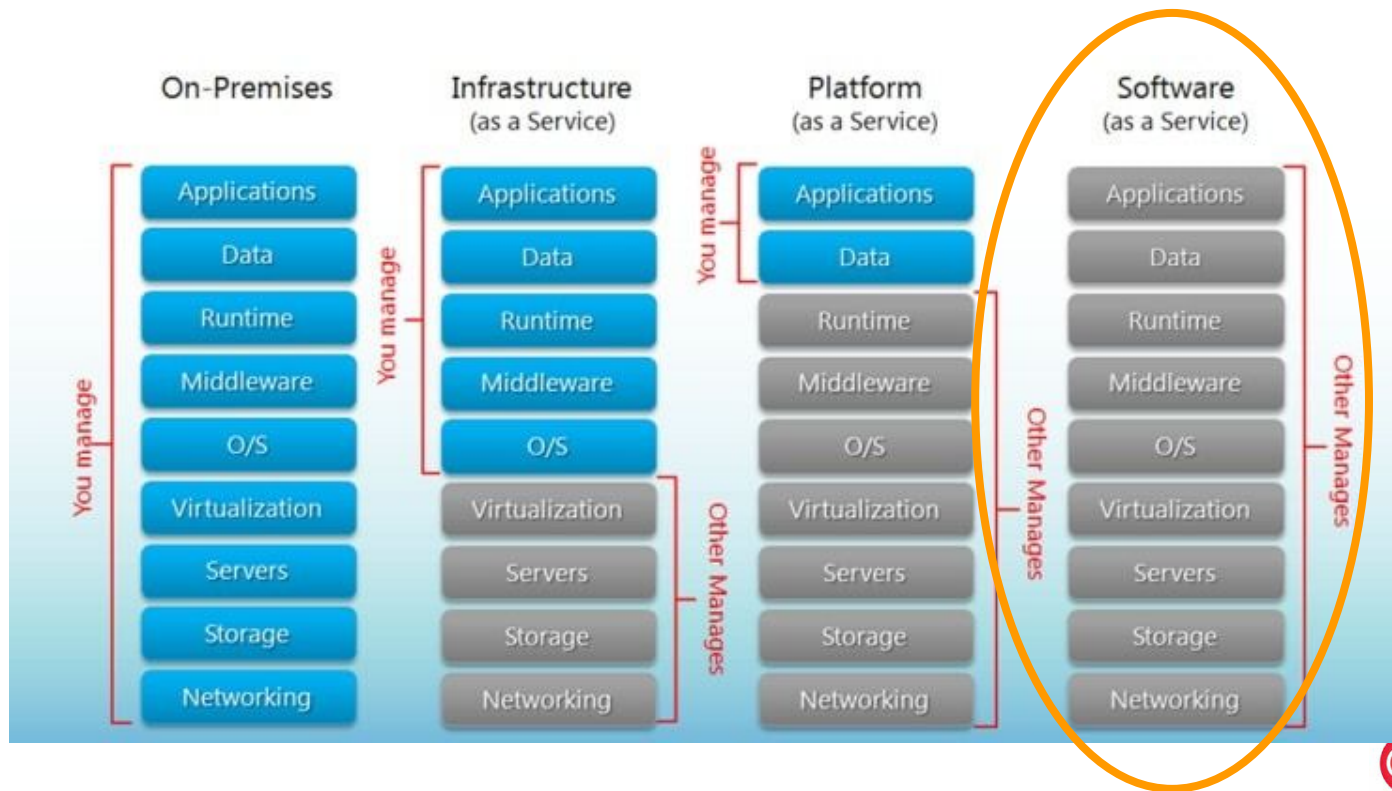 On-Premises
Applications
Data
Runtime
Middleware
O/S
Virtualization
Servers
Storage
Networking
You manage
Infrastructure
(as a Service)
Applications
Data
Runtime
Middleware
O/S
Virtualization
Servers
Storage
Networking
You manage
Other Manages
Platform
(as a Service)
Applications
Data
Runtime
Middleware
O/S
Virtualization
Servers
Storage
Networking
You manage
Other Manages
Software
(as a Service)
Applications
Data
Runtime
Middleware
O/S
Virtualization
Servers
Storage
Networking
Other Manages